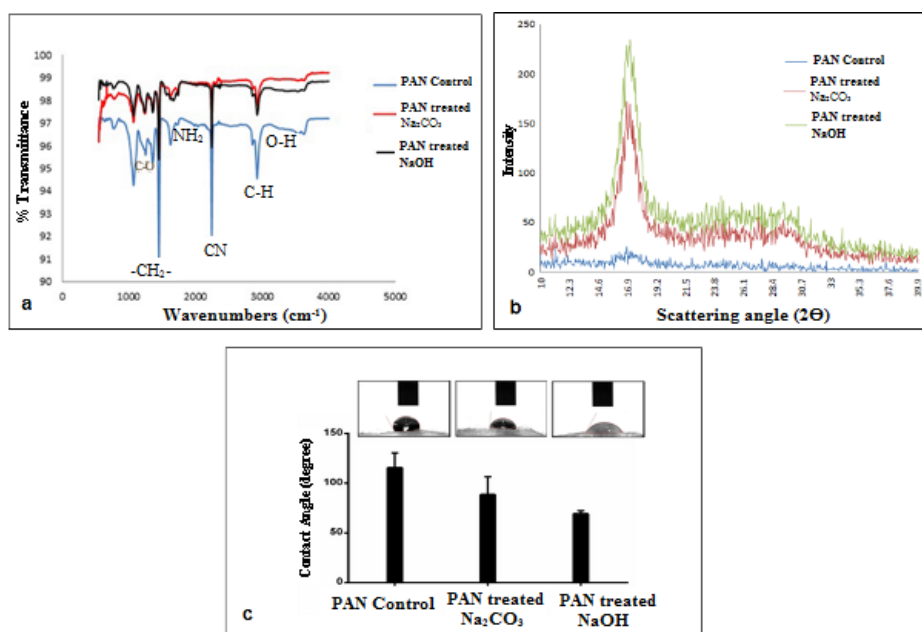 100
99
98
97
96
95
94
93
92
91
90
% Transmittance
0
1000
2000
3000
4000
5000
Wavenumbers (cm⁻¹)
PAN Control
PAN treated
Na₂CO₃
PAN treated
NaOH
NH₂
O-H
C-H
CN
-CH₂-
a
250
200
150
100
50
0
Intensity
10
12.3
14.6
16.9
19.2
21.5
23.8
26.1
28.4
30.7
33
35.3
37.6
39.9
Scattering angle (2Θ)
PAN Control
PAN treated
Na₂CO₃
PAN treated
NaOH
b
150
100
50
0
Contact Angle (degree)
PAN Control
PAN treated
Na₂CO₃
PAN treated
NaOH
c